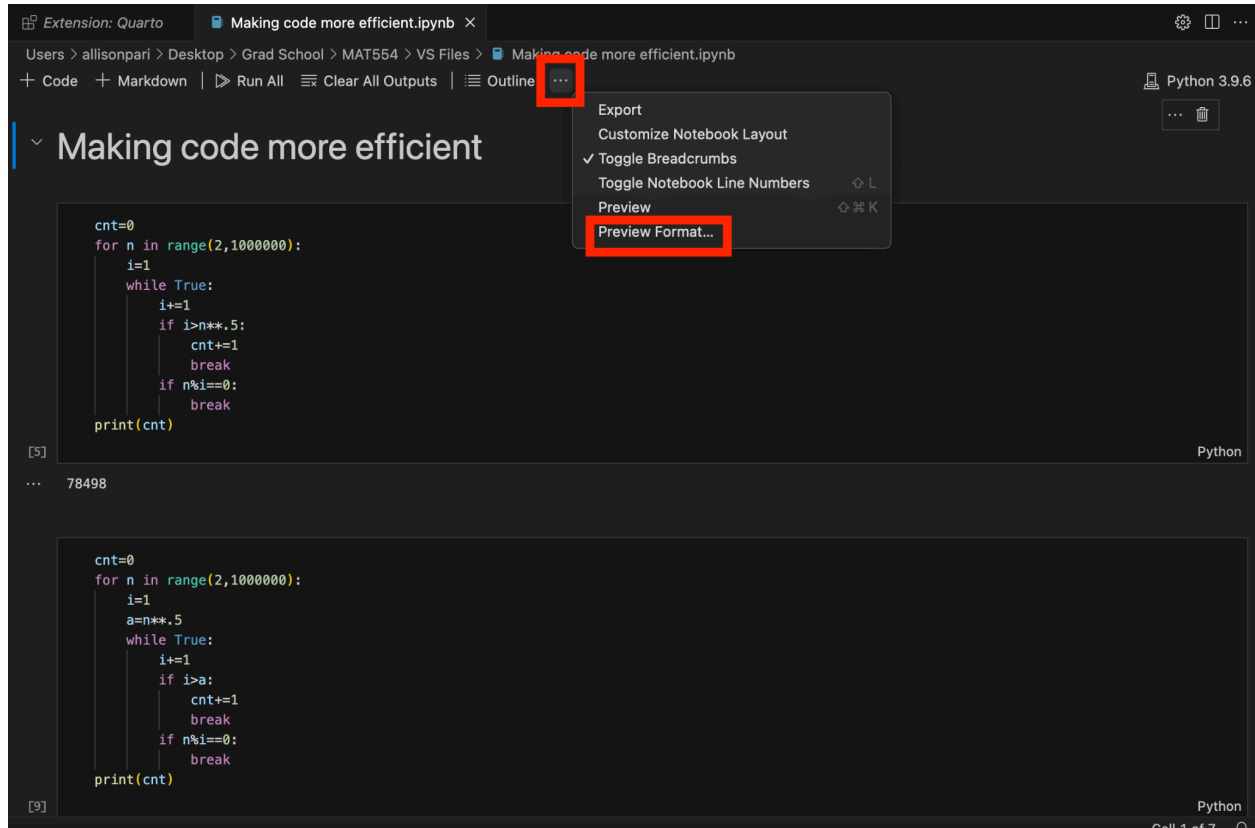 Extension: Quarto Making code more efficient.ipynb ×
Users > allisonpari > Desktop > Grad School > MAT554 > VS Files > Making code more efficient.ipynb
+ Code + Markdown | Run All Clear All Outputs | Outline ... Python 3.9.6
Export
Customize Notebook Layout
✓ Toggle Breadcrumbs
Toggle Notebook Line Numbers ⇧ L
Preview ⇧ ⌘ K
Preview Format...
Making code more efficient
cnt=0
for n in range(2,1000000):
    i=1
    while True:
        i+=1
        if i>n**.5:
            cnt+=1
            break
        if n%i==0:
            break
print(cnt)
[5] Python
... 78498
cnt=0
for n in range(2,1000000):
    i=1
    a=n**.5
    while True:
        i+=1
        if i>a:
            cnt+=1
            break
        if n%i==0:
            break
print(cnt)
[9] Python
Cell 1 of 7